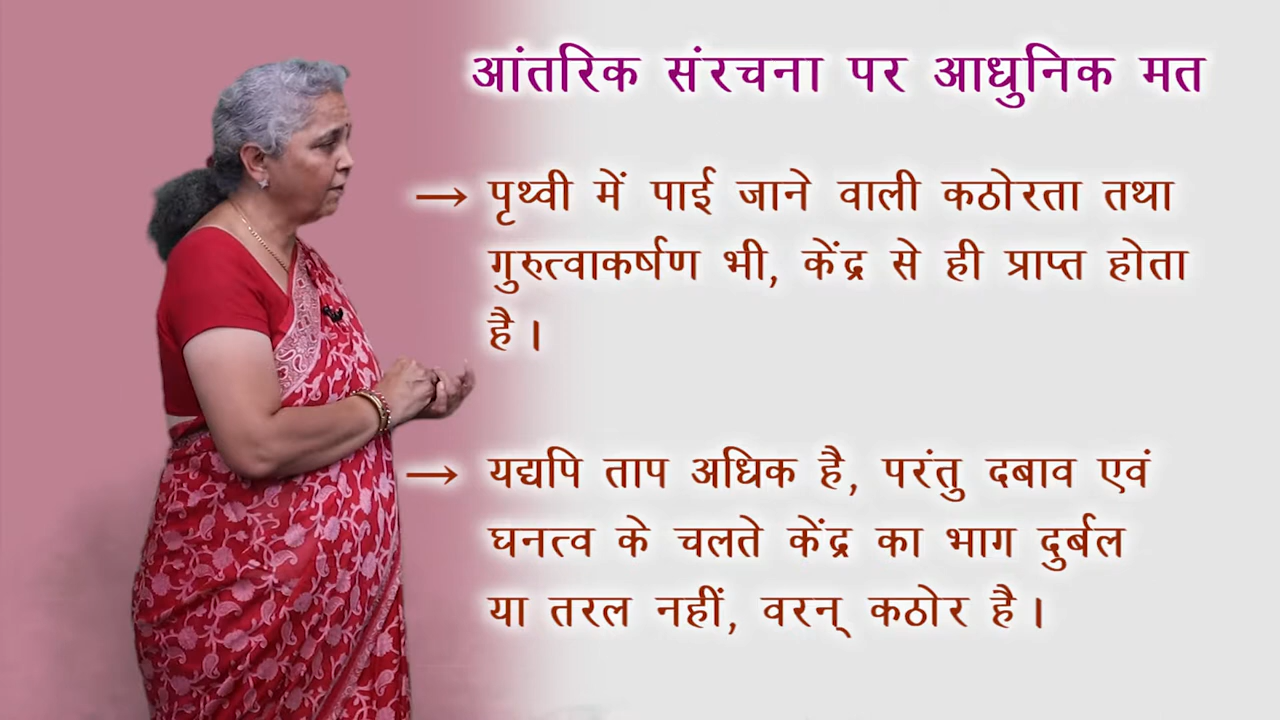 आंतरिक संरचना पर आधुनिक मत
→ पृथ्वी में पाई जाने वाली कठोरता तथा
गुरुत्वाकर्षण भी, केंद्र से ही प्राप्त होता
है।
→ यद्यपि ताप अधिक है, परंतु दबाव एवं
घनत्व के चलते केंद्र का भाग दुर्बल
या तरल नहीं, वरन् कठोर है।